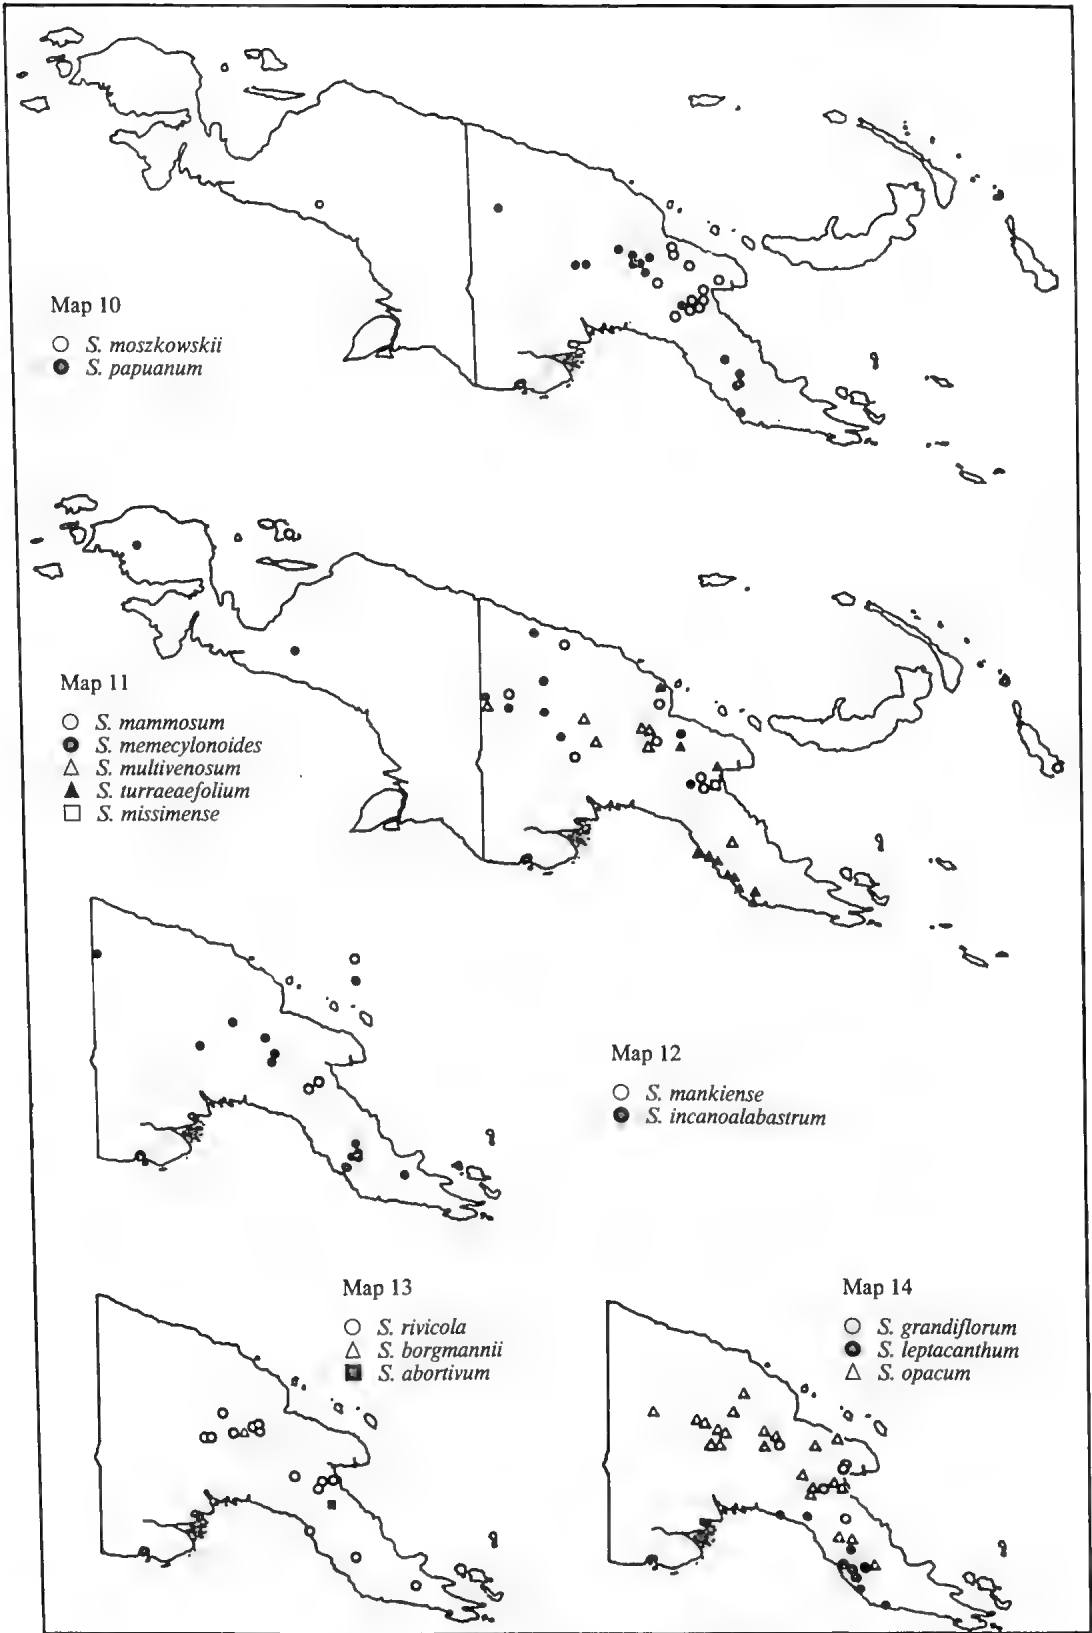 Map 10
S. moszkowskii
S. papuanum
Map 11
S. mammosum
S. memecylonoides
S. multivenosum
S. turraeaefolium
S. missimense
Map 12
S. mankiense
S. incanoalabastrum
Map 13
S. rivicola
S. borgmannii
S. abortivum
Map 14
S. grandiflorum
S. leptacanthum
S. opacum